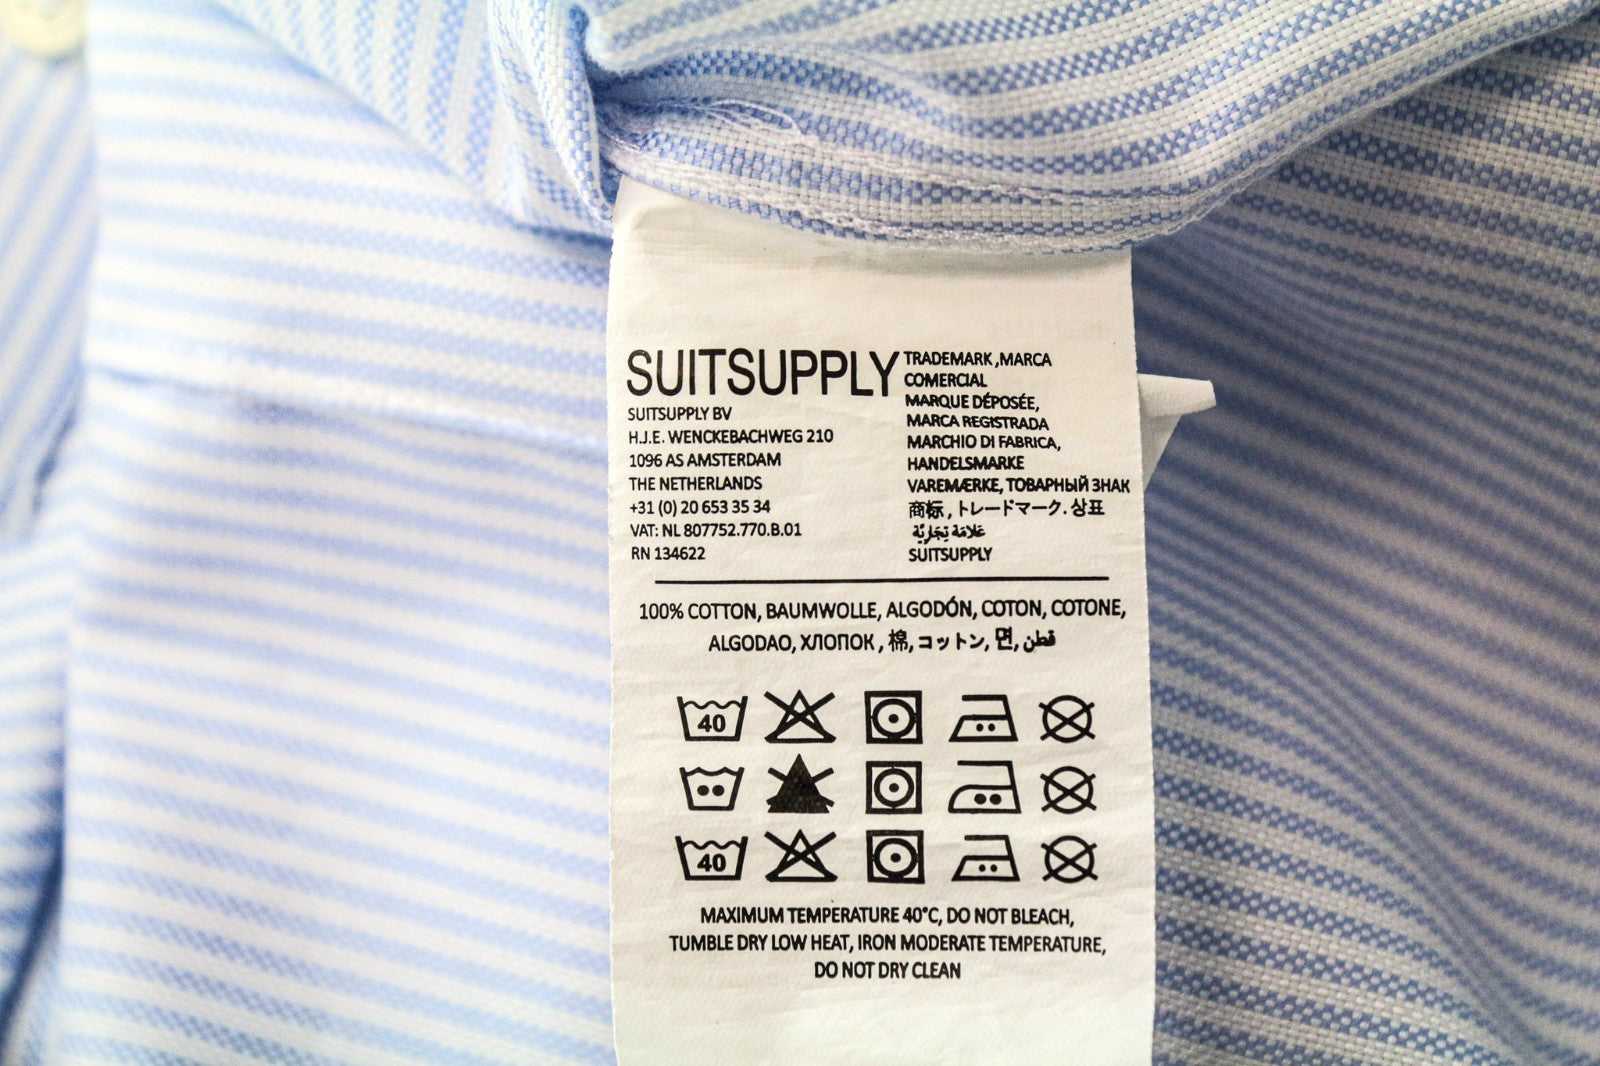 SUITSUPPLY
SUITSUPPLY BV
H.J.E. WENCKEBACHWEG 210
1096 AS AMSTERDAM
THE NETHERLANDS
+31 (0) 20 653 35 34
VAT: NL 807752.770.B.01
RN 134622
TRADEMARK ,MARCA
COMERCIAL
MARQUE DÉPOSÉE,
MARCA REGISTRADA
MARCHIO DI FABRICA,
HANDELSMARKE
VAREMÆRKE, ТОВАРНЫЙ ЗНАК
商标 , トレードマーク. 상표
عَلامَة تِجَارِيَّة
SUITSUPPLY
100% COTTON, BAUMWOLLE, ALGODÓN, COTON, COTONE,
ALGODAO, ХЛОПОК , 棉, コットン, 면, قطن
40
40
MAXIMUM TEMPERATURE 40°C, DO NOT BLEACH,
TUMBLE DRY LOW HEAT, IRON MODERATE TEMPERATURE,
DO NOT DRY CLEAN